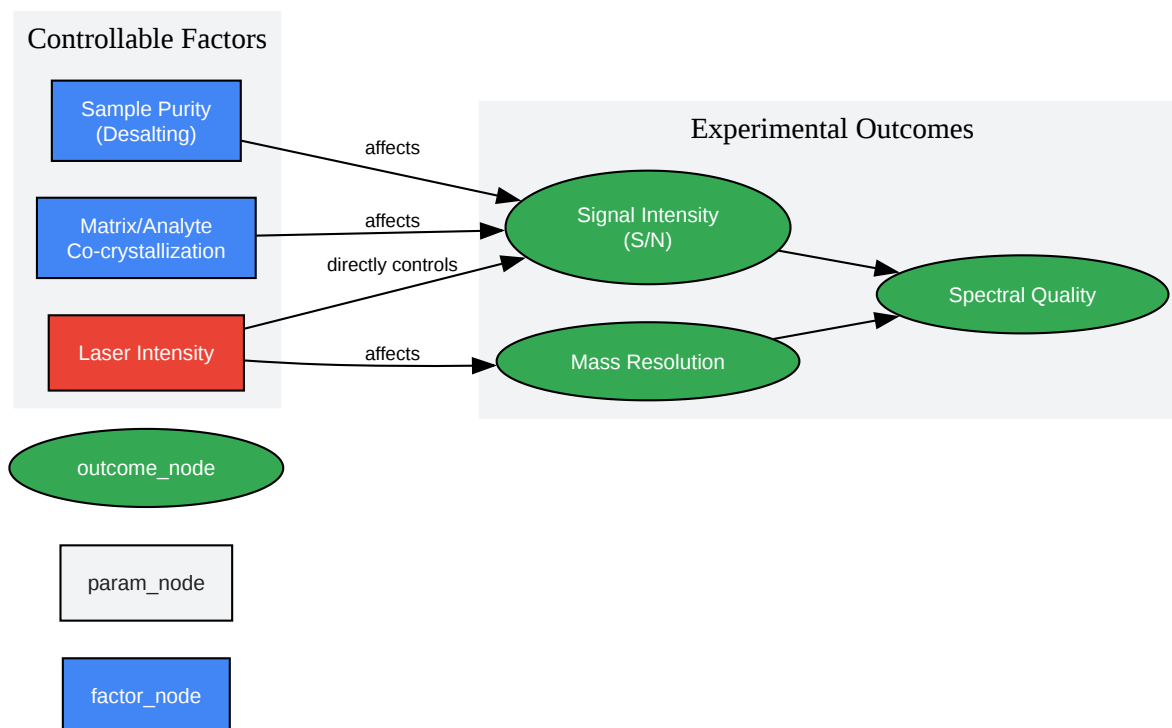 Controllable Factors
Sample Purity
(Desalting)
Matrix/Analyte
Co-crystallization
Laser Intensity
affects
affects
directly controls
affects
Experimental Outcomes
Signal Intensity
(S/N)
Mass Resolution
Spectral Quality
outcome_node
param_node
factor_node